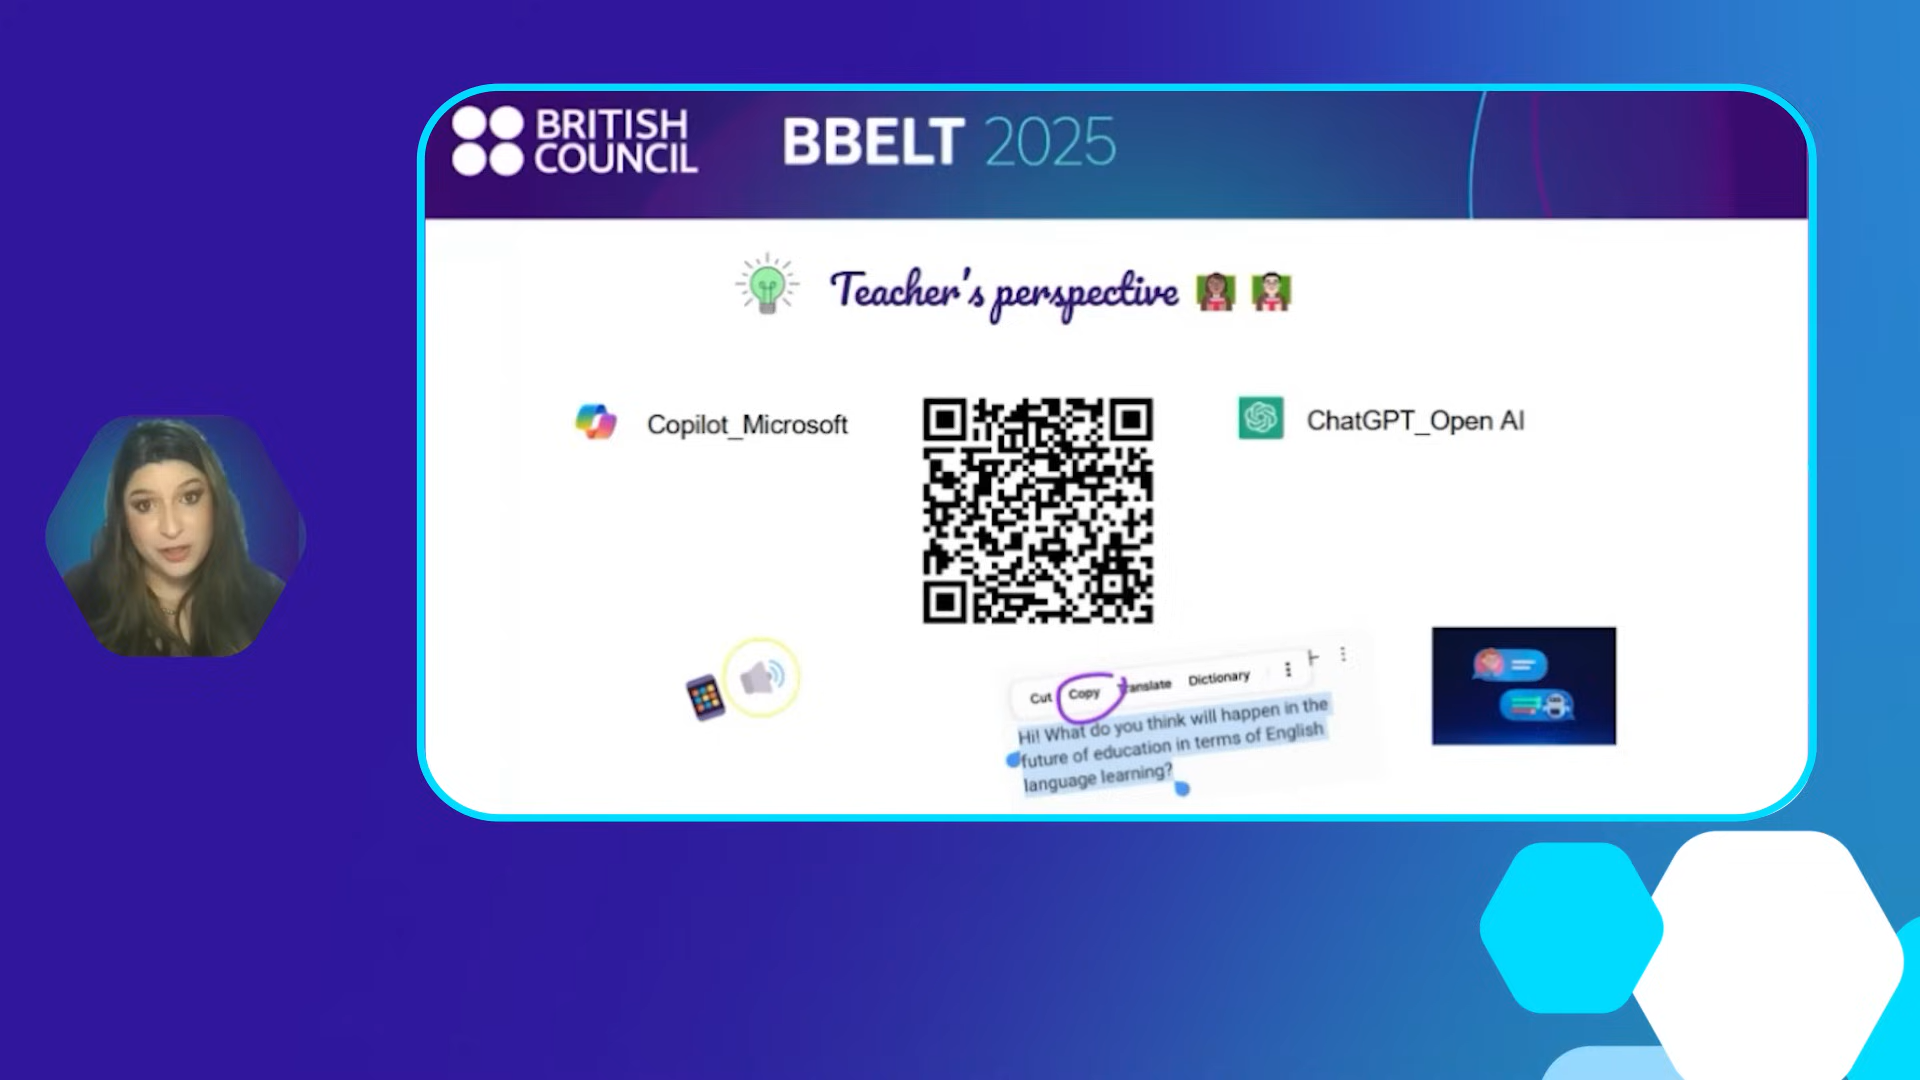 BRITISH
COUNCIL
BBELT 2025
Teacher's perspective
Copilot_Microsoft
ChatGPT_Open AI
Cut Copy Translate Dictionary
Hi! What do you think will happen in the
future of education in terms of English
language learning?